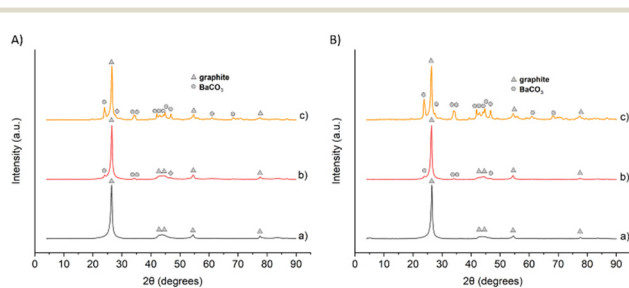 A)
graphite
BaCO₃
c)
b)
a)
Intensity (a.u.)
0 10 20 30 40 50 60 70 80 90
2θ (degrees)
B)
graphite
BaCO₃
c)
b)
a)
Intensity (a.u.)
0 10 20 30 40 50 60 70 80 90
2θ (degrees)